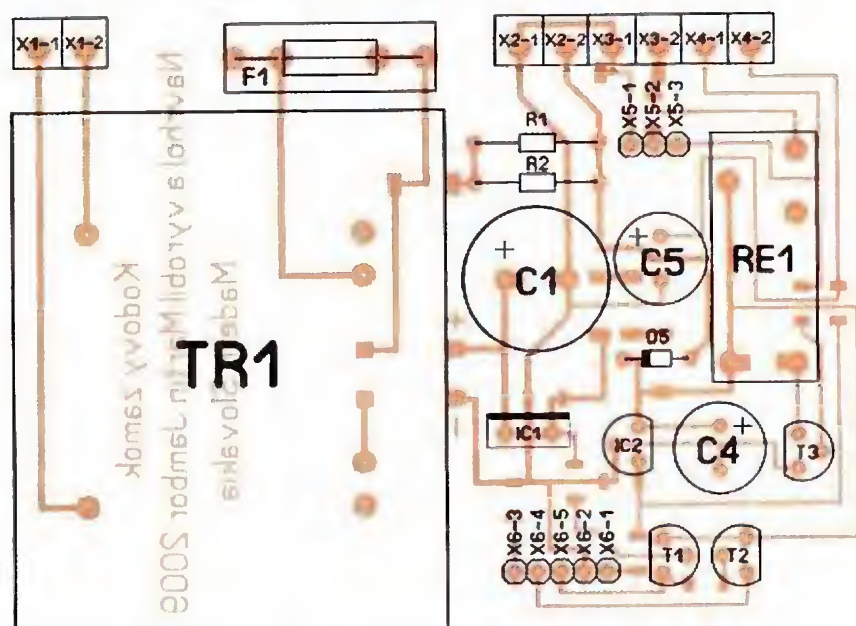 X1-1 X1-2
F1
X2-1 X2-2 X3-1 X3-2 X4-1 X4-2
X5-1
X5-2
X5-3
R1
R2
C1
C5
RE1
TR1
D5
IC1
IC2
C4
T3
X6-3
X6-4
X6-5
X6-2
X6-1
T1
T2
Navrhol a vyrobil Martin Jambor 2009
Made in Slovakia
Kodovy zamok
+
+
+
+
−